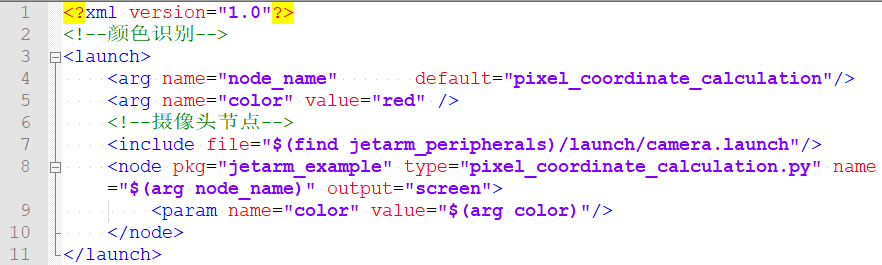 1 <?xml version="1.0"?>
2 <!--颜色识别-->
3 <launch>
4 <arg name="node_name" default="pixel_coordinate_calculation"/>
5 <arg name="color" value="red" />
6 <!--摄像头节点-->
7 <include file="$(find jetarm_peripherals)/launch/camera.launch"/>
8 <node pkg="jetarm_example" type="pixel_coordinate_calculation.py" name
="$(arg node_name)" output="screen">
9 <param name="color" value="$(arg color)"/>
10 </node>
11 </launch>